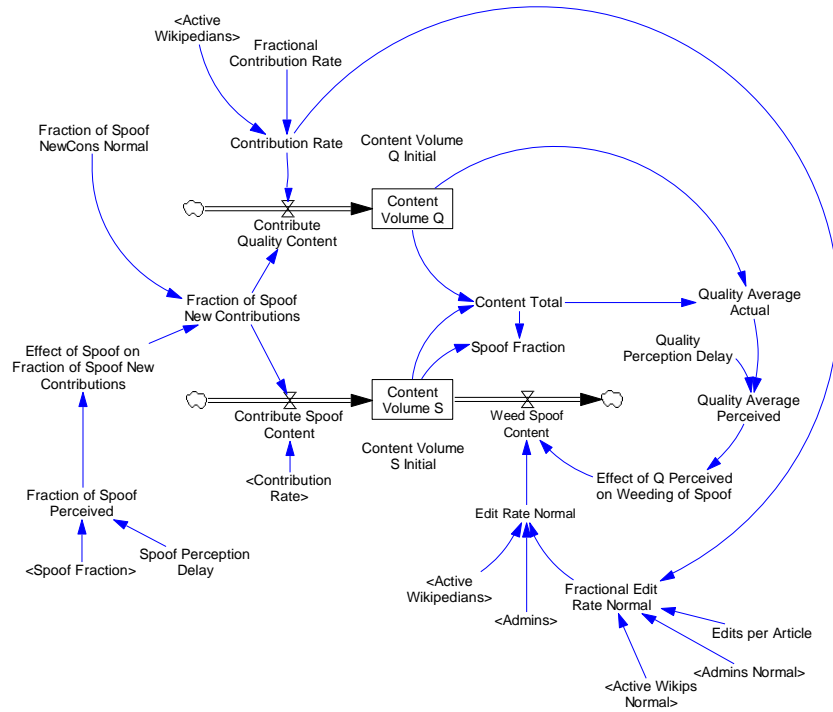 <Active
Wikipedians>
Fractional
Contribution Rate
Fraction of Spoof
NewCons Normal
Contribution Rate
Content Volume
Q Initial
Content
Volume Q
Contribute
Quality Content
Fraction of Spoof
New Contributions
Content Total
Quality Average
Actual
Effect of Spoof on
Fraction of Spoof New
Contributions
Spoof Fraction
Quality
Perception Delay
Content
Volume S
Contribute Spoof
Content
Weed Spoof
Content
Quality Average
Perceived
Content Volume
S Initial
<Contribution
Rate>
Effect of Q Perceived
on Weeding of Spoof
Fraction of Spoof
Perceived
Edit Rate Normal
Spoof Perception
Delay
<Spoof Fraction>
<Active
Wikipedians>
<Admins>
Fractional Edit
Rate Normal
Edits per Article
<Admins Normal>
<Active Wikips
Normal>